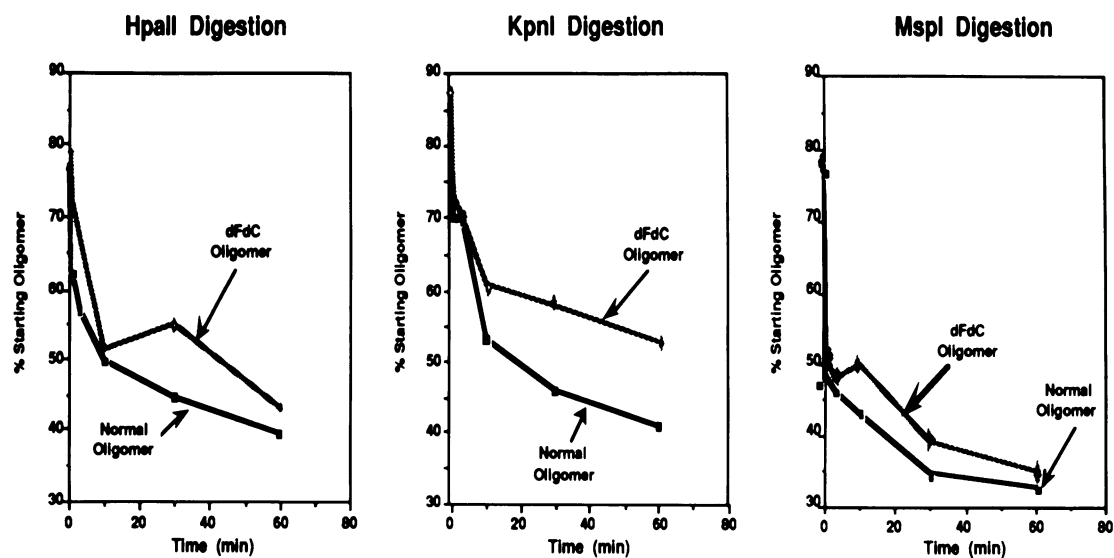 HpaII Digestion
% Starting Oligomer
90
80
70
60
50
40
30
0
20
40
60
80
Time (min)
dFdC
Oligomer
Normal
Oligomer
KpnI Digestion
% Starting Oligomer
90
80
70
60
50
40
30
0
20
40
60
80
Time (min)
dFdC
Oligomer
Normal
Oligomer
MspI Digestion
% Starting Oligomer
90
80
70
60
50
40
30
0
20
40
60
80
Time (min)
dFdC
Oligomer
Normal
Oligomer